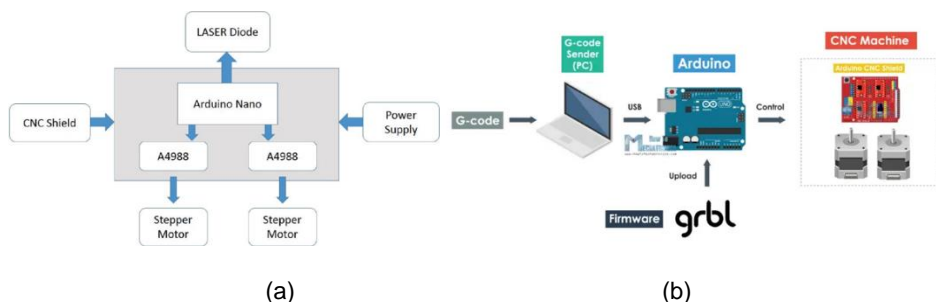 LASER Diode
Arduino Nano
CNC Shield
Power
Supply
A4988
A4988
Stepper
Motor
Stepper
Motor
(a)
G-code
G-code
Sender
(PC)
USB
Arduino
Control
Upload
Firmware
grbl
CNC Machine
Arduino CNC Shield
(b)